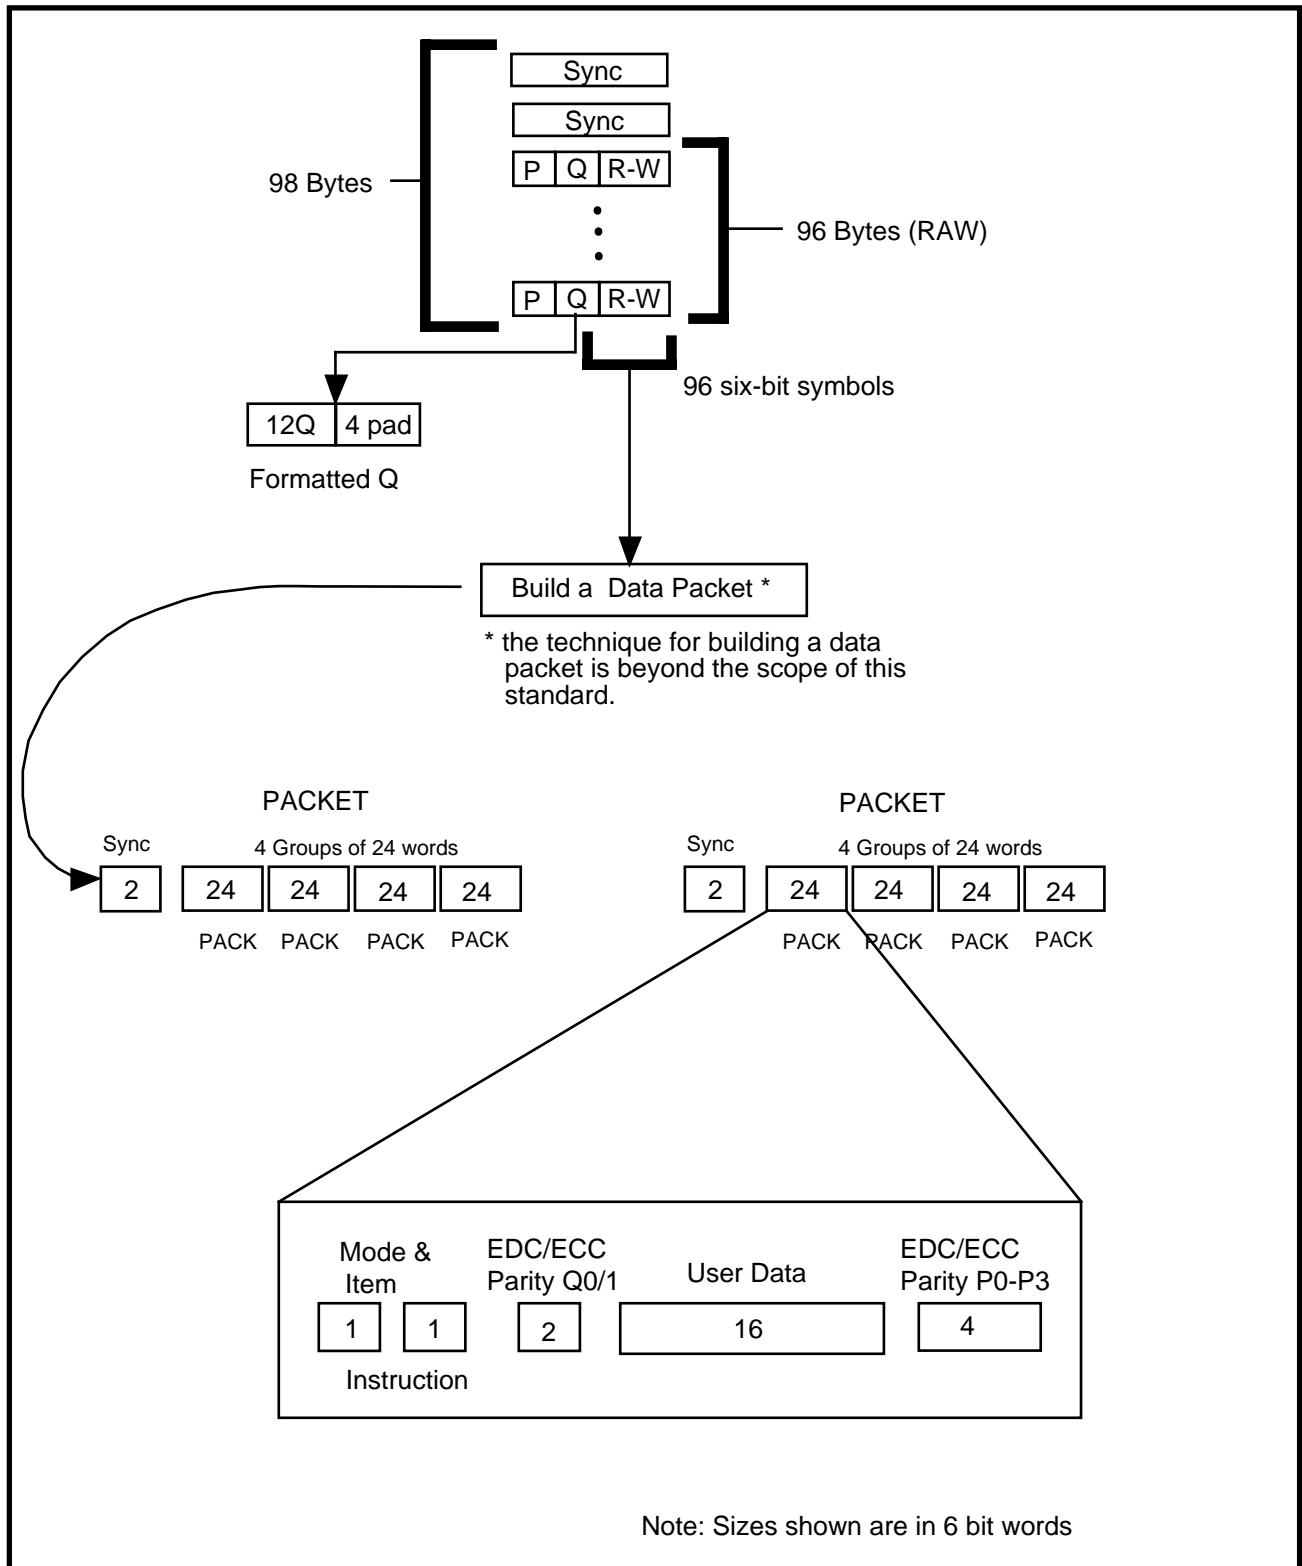 Sync
Sync
P Q R-W
98 Bytes
96 Bytes (RAW)
P Q R-W
96 six-bit symbols
12Q 4 pad
Formatted Q
Build a Data Packet *
* the technique for building a data
packet is beyond the scope of this
standard.
PACKET
Sync 4 Groups of 24 words
2 24 24 24 24
PACK PACK PACK PACK
PACKET
Sync 4 Groups of 24 words
2 24 24 24 24
PACK PACK PACK PACK
Mode &
Item
1 1
Instruction
EDC/ECC
Parity Q0/1
2
User Data
16
EDC/ECC
Parity P0-P3
4
Note: Sizes shown are in 6 bit words